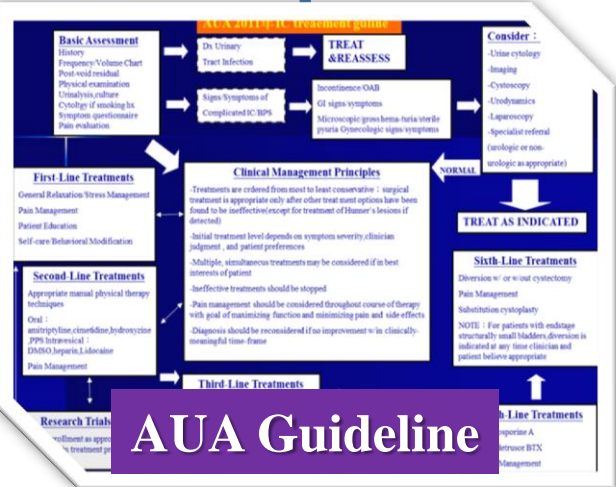 AUA 2011년-IC treatment guline
Basic Assessment
History
Frequency/Volume Chart
Post-void residual
Physical examination
Urinalysis,culture
Cytoltgy if smoking hx
Symptom questionnaire
Pain evaluation
Dx Urinary
Tract Infection
TREAT
&REASSESS
Signs/Symptoms of
Complicated IC/BPS
Incontinence/OAB
GI signs/symptoms
Microscopic/gross hema-turia/sterile
pyuria Gynecologic signs/symptoms
Consider :
-Urine cytology
-Imaging
-Cystoscopy
-Urodynamics
-Laparoscopy
-Specialist referral
(urologic or non-
urologic as appropriate)
NORMAL
TREAT AS INDICATED
First-Line Treatments
General Relaxation/Stress Management
Pain Management
Patient Education
Self-care/Behavioral Modification
Clinical Management Principles
-Treatments are ordered from most to least conservative : surgical
treatment is appropriate only after other treatment options have been
found to be ineffective(except for treatment of Hunner's lesions if
detected)
-Initial treatment level depends on symptom severity,clinician
judgment , and patient preferences
-Multiple, simultaneous treatments may be considered if in best
interests of patient
-Ineffective treatments should be stopped
-Pain management should be considered throughout course of therapy
with goal of maximizing function and minimizing pain and side effects
-Diagnosis should be reconsidered if no improvement w/in clinically-
meaningful time-frame
Second-Line Treatments
Appropriate manual physical therapy
techniques
Oral :
amitriptyline,cimetidine,hydroxyzine
,PPS Intravesical :
DMSO,heparin,Lidocaine
Pain Management
Sixth-Line Treatments
Diversion w/ or w/out cystectomy
Pain Management
Substitution cystoplasty
NOTE : For patients with endstage
structurally small bladders,diversion is
indicated at any time clinician and
patient believe appropriate
Third-Line Treatments
Research Trials
AUA Guideline
h-Line Treatments
osporine A
etrusor BTX
Management